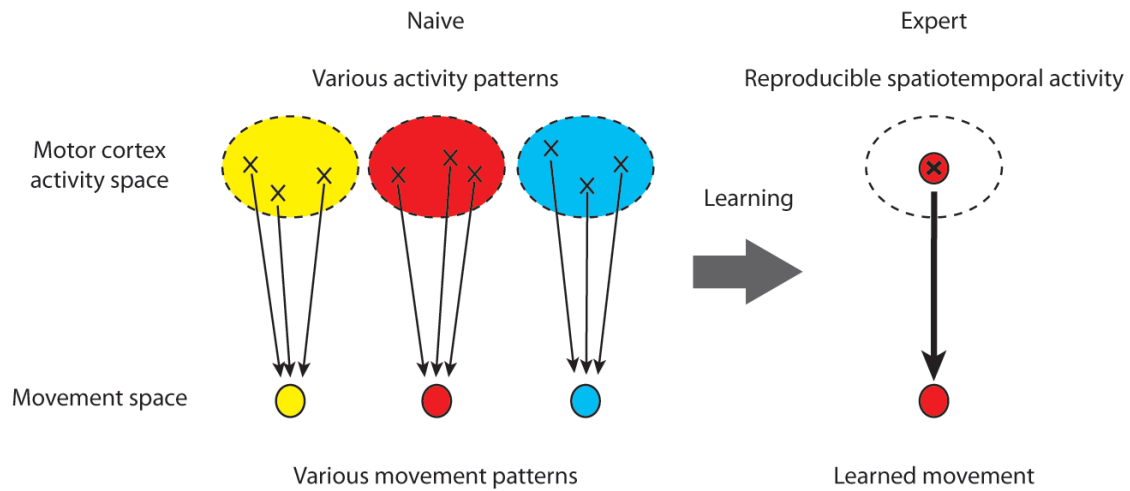 Naive
Expert
Various activity patterns
Reproducible spatiotemporal activity
Motor cortex
activity space
Learning
Movement space
Various movement patterns
Learned movement